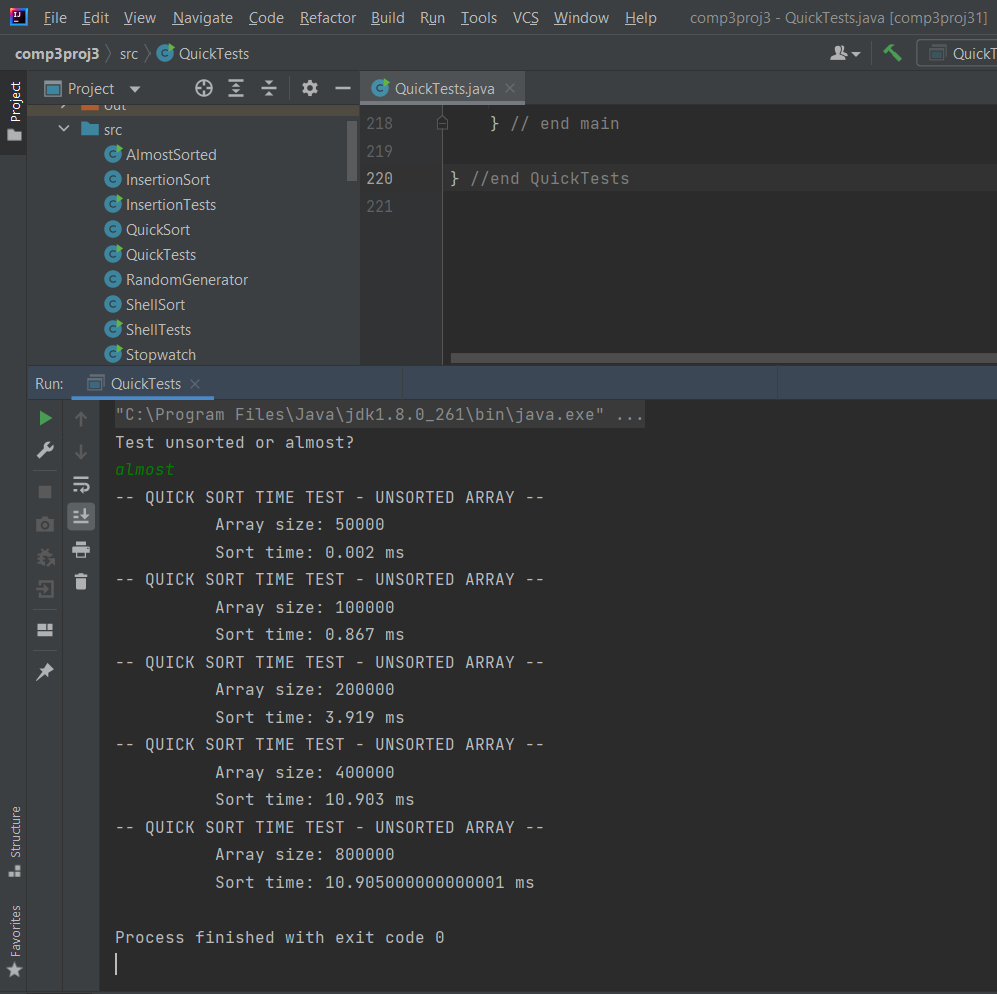 File Edit View Navigate Code Refactor Build Run Tools VCS Window Help comp3proj3 - QuickTests.java [comp3proj31]
comp3proj3 src QuickTests QuickT
Project
Project
QuickTests.java
out
src
AlmostSorted
InsertionSort
InsertionTests
QuickSort
QuickTests
RandomGenerator
ShellSort
ShellTests
Stopwatch
218 } // end main
219
220 } //end QuickTests
221
Run: QuickTests
"C:\Program Files\Java\jdk1.8.0_261\bin\java.exe" ...
Test unsorted or almost?
almost
-- QUICK SORT TIME TEST - UNSORTED ARRAY --
Array size: 50000
Sort time: 0.002 ms
-- QUICK SORT TIME TEST - UNSORTED ARRAY --
Array size: 100000
Sort time: 0.867 ms
-- QUICK SORT TIME TEST - UNSORTED ARRAY --
Array size: 200000
Sort time: 3.919 ms
-- QUICK SORT TIME TEST - UNSORTED ARRAY --
Array size: 400000
Sort time: 10.903 ms
-- QUICK SORT TIME TEST - UNSORTED ARRAY --
Array size: 800000
Sort time: 10.905000000000001 ms
Process finished with exit code 0
Structure
Favorites